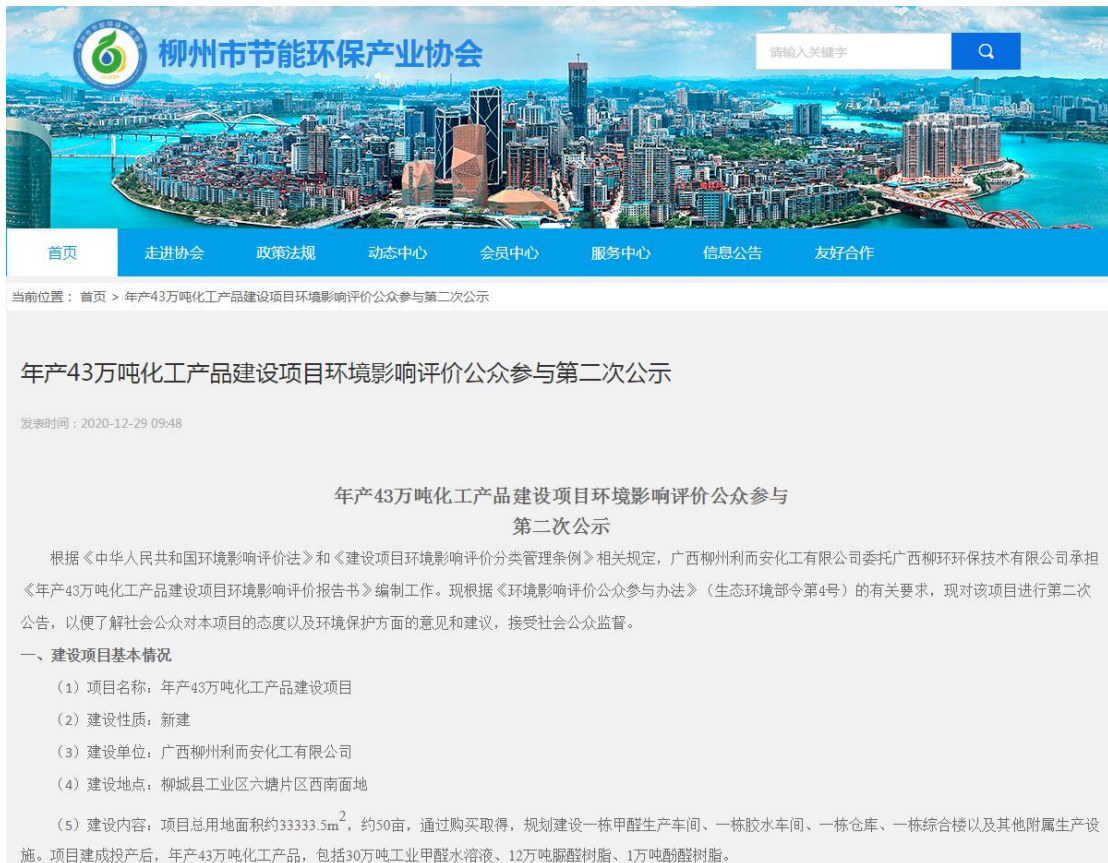 柳州市节能环保产业协会
请输入关键字
首页 走进协会 政策法规 动态中心 会员中心 服务中心 信息公告 友好合作
当前位置： 首页 > 年产43万吨化工产品建设项目环境影响评价公众参与第二次公示
年产43万吨化工产品建设项目环境影响评价公众参与第二次公示
发表时间：2020-12-29 09:48
年产43万吨化工产品建设项目环境影响评价公众参与
第二次公示
根据《中华人民共和国环境影响评价法》和《建设项目环境影响评价分类管理条例》相关规定，广西柳州利而安化工有限公司委托广西柳环环保技术有限公司承担
《年产43万吨化工产品建设项目环境影响评价报告书》编制工作。现根据《环境影响评价公众参与办法》（生态环境部令第4号）的有关要求，现对该项目进行第二次
公告，以便了解社会公众对本项目的态度以及环境保护方面的意见和建议，接受社会公众监督。
一、建设项目基本情况
（1）项目名称：年产43万吨化工产品建设项目
（2）建设性质：新建
（3）建设单位：广西柳州利而安化工有限公司
（4）建设地点：柳城县工业区六塘片区西南面地
（5）建设内容：项目总用地面积约33333.5m²，约50亩，通过购买取得，规划建设一栋甲醛生产车间、一栋胶水车间、一栋仓库、一栋综合楼以及其他附属生产设
施。项目建成投产后，年产43万吨化工产品，包括30万吨工业甲醛水溶液、12万吨脲醛树脂、1万吨酚醛树脂。